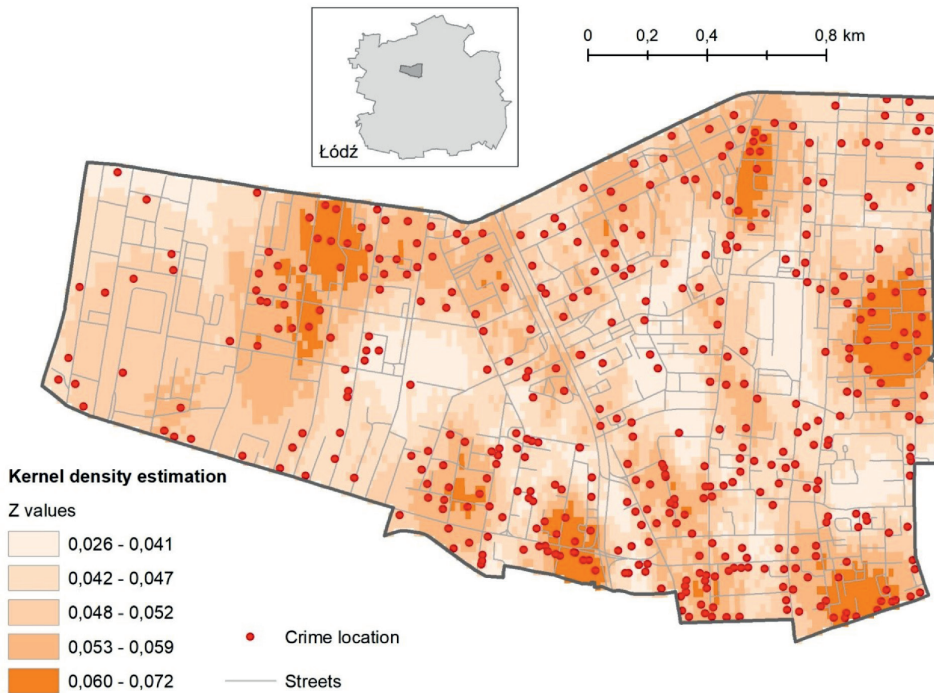 0 0,2 0,4 0,8 km
Łódź
Kernel density estimation
Z values
0,026 - 0,041
0,042 - 0,047
0,048 - 0,052
0,053 - 0,059
0,060 - 0,072
Crime location
Streets